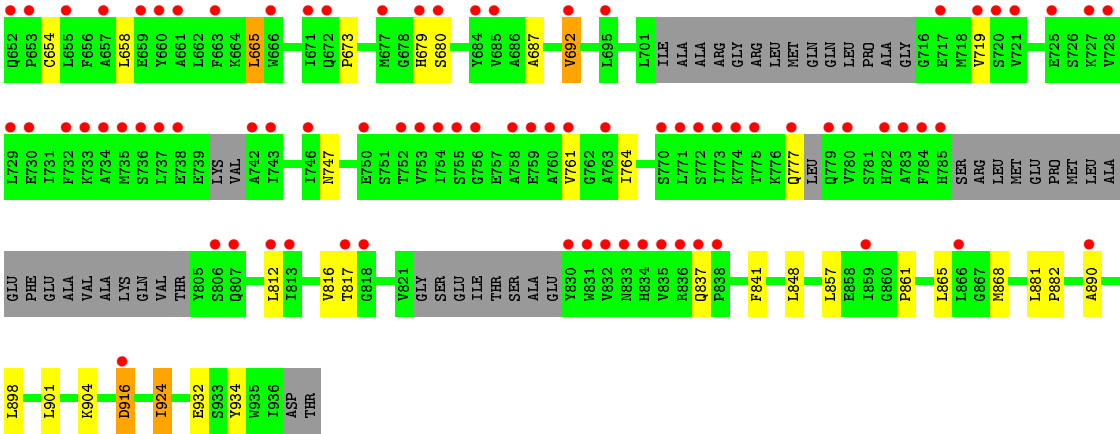 Q652 P653 C654 L655 F656 A657 L658 E659 Y660 A661 L662 F663 K664 L665 W666 I671 Q672 P673 M677 G678 H679 S680 Y684 V685 A686 A687 V692 L695 L701 ILE ALA ALA ARG GLY ARG LEU MET GLN GLN LEU PRO ALA GLY G716 E717 M718 V719 S720 V721 E725 S726 K727 V728
L729 E730 I731 F732 K733 A734 M735 S736 L737 E738 E739 LYS VAL A742 I743 I746 N747 E750 S751 T752 V753 I754 S755 G756 E757 A758 E759 A760 V761 G762 A763 I764 S770 L771 S772 I773 K774 T775 K776 Q777 LEU Q779 V780 S781 H782 A783 F784 H785 SER ARG LEU MET GLU PRO MET LEU ALA
GLU PHE GLU ALA VAL ALA LYS GLN VAL THR Y805 S806 Q807 L812 I813 V816 T817 G818 V821 GLY SER GLU ILE THR SER ALA GLU Y830 W831 V832 N833 H834 V835 R836 Q837 P838 F841 L848 L857 E858 I859 G860 P861 L865 L866 G867 M868 L881 P882 A890
L898 L901 K904 D916 I924 E932 S933 Y934 W935 I936 ASP THR